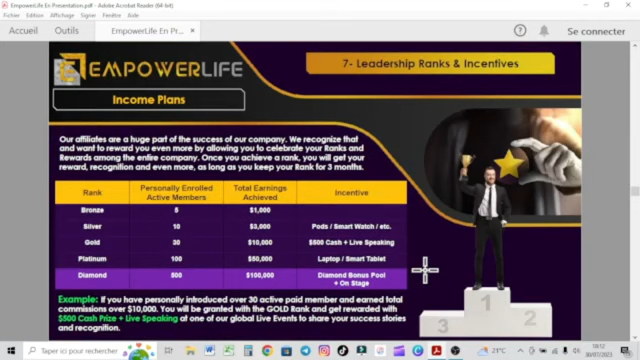 EmpowerLife En Presentation.pdf - Adobe Acrobat Reader (64-bit)
Fichier Edition Affichage Signer Fenêtre Aide
Accueil Outils EmpowerLife En Pr... × Se connecter
EMPOWERLIFE
7- Leadership Ranks & Incentives
Income Plans
Our affiliates are a huge part of the success of our company. We recognize that
and want to reward you even more by allowing you to celebrate your Ranks and
Rewards among the entire company. Once you achieve a rank, you will get your
reward, recognition and even more, as long as you keep your Rank for 3 months.
Rank Personally Enrolled Active Members Total Earnings Achieved Incentive
Bronze 5 $1,000
Silver 10 $3,000 Pods / Smart Watch / etc.
Gold 30 $10,000 $500 Cash + Live Speaking
Platinum 100 $50,000 Laptop / Smart Tablet
Diamond 500 $100,000 Diamond Bonus Pool + On Stage
Example: If you have personally introduced over 30 active paid member and earned total
commissions over $10,000. You will be granted with the GOLD Rank and get rewarded with
$500 Cash Prize + Live Speaking at one of our global Live Events to share your success stories
and recognition.
1
2
3
Taper ici pour rechercher
21°C
16:12
28/07/2023